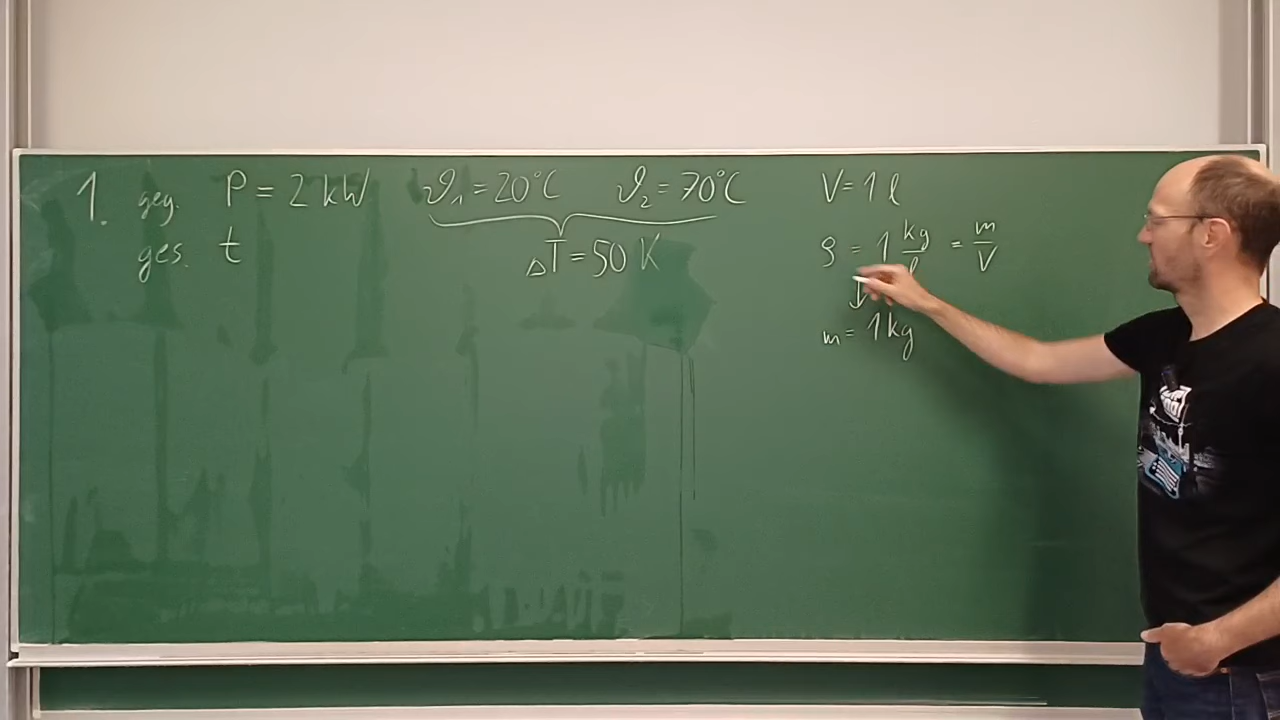 1. geg. P = 2 kW ϑ₁ = 20°C ϑ₂ = 70°C V = 1 l
ges. t ΔT = 50 K ρ = 1 kg/l = m/V
↓
m = 1 kg